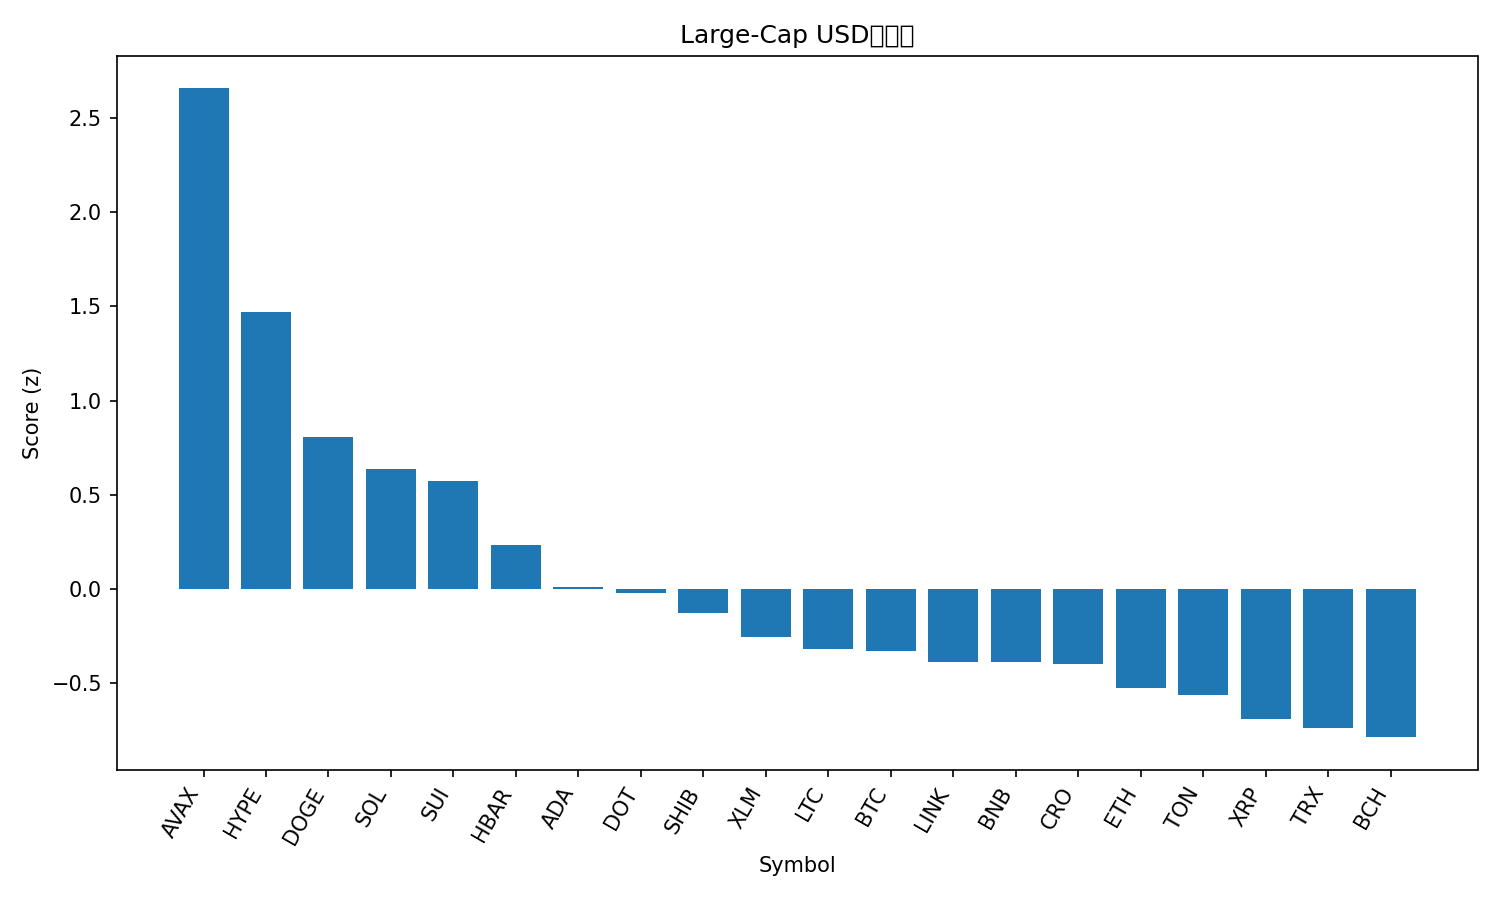 Large-Cap USD
Score (z)
2.5
2.0
1.5
1.0
0.5
0.0
−0.5
AVAX
HYPE
DOGE
SOL
SUI
HBAR
ADA
DOT
SHIB
XLM
LTC
BTC
LINK
BNB
CRO
ETH
TON
XRP
TRX
BCH
Symbol